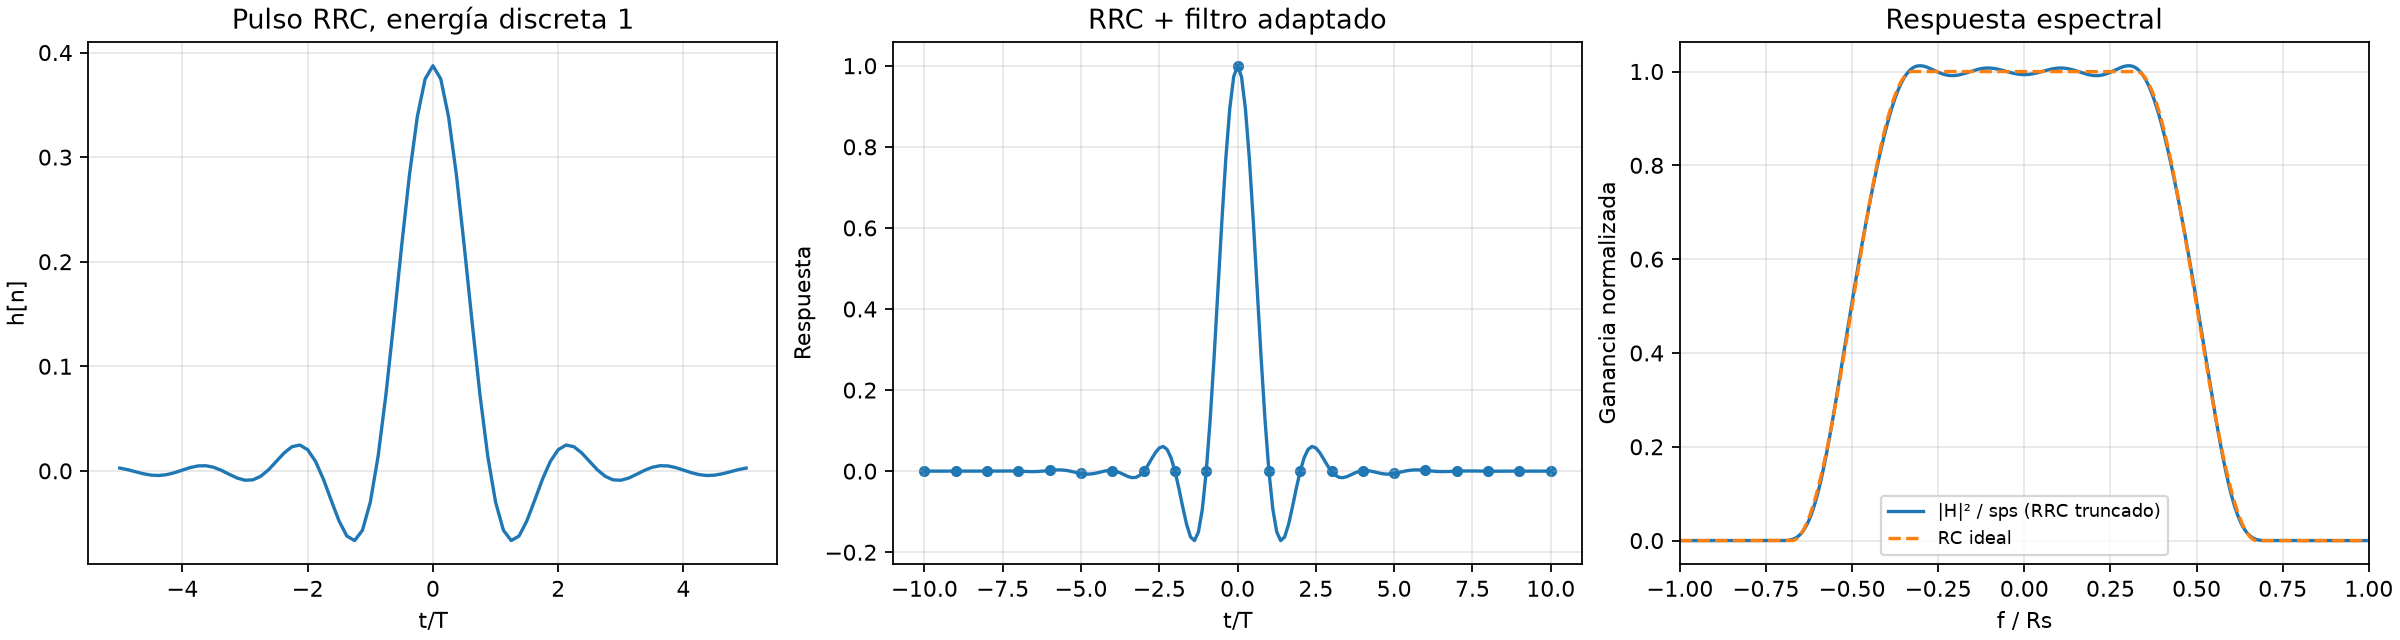 Pulso RRC, energía discreta 1
h[n]
0.4
0.3
0.2
0.1
0.0
−4 −2 0 2 4
t/T
RRC + filtro adaptado
Respuesta
1.0
0.8
0.6
0.4
0.2
0.0
−0.2
−10.0 −7.5 −5.0 −2.5 0.0 2.5 5.0 7.5 10.0
t/T
Respuesta espectral
Ganancia normalizada
1.0
0.8
0.6
0.4
0.2
0.0
|H|² / sps (RRC truncado)
RC ideal
−1.00 −0.75 −0.50 −0.25 0.00 0.25 0.50 0.75 1.00
f / Rs